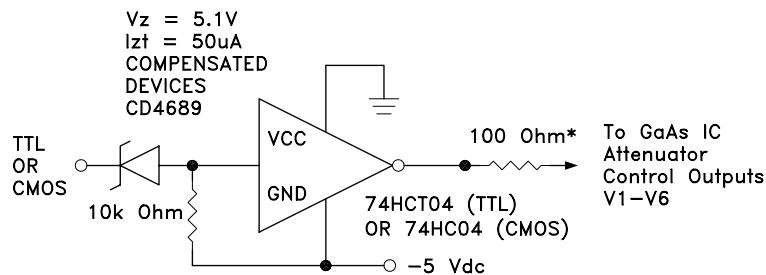 Vz = 5.1V
Izt = 50uA
COMPENSATED
DEVICES
CD4689
TTL
OR
CMOS
10k Ohm
VCC
GND
100 Ohm*
74HCT04 (TTL)
OR 74HC04 (CMOS)
-5 Vdc
To GaAs IC
Attenuator
Control Outputs
V1-V6